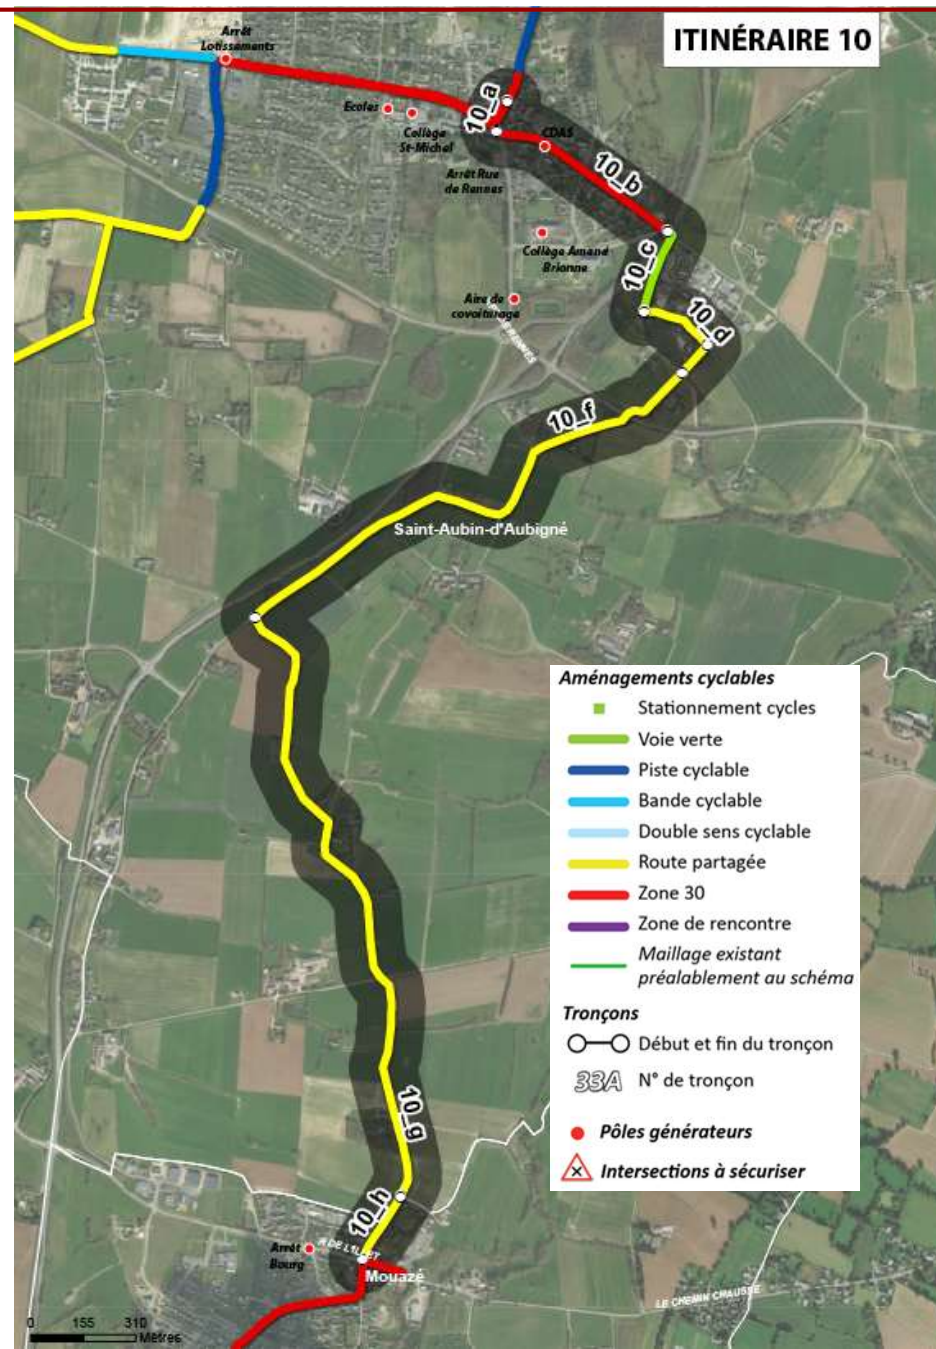 ITINÉRAIRE 10
Arrêt
Lotissements
Ecoles
Collège
St-Michel
10_a
CDAS
10_b
Arrêt Rue
de Rennes
Collège Amand
Brionne
10_c
Aire de
covoiturage
10_d
10_f
Saint-Aubin-d'Aubigné
Aménagements cyclables
Stationnement cycles
Voie verte
Piste cyclable
Bande cyclable
Double sens cyclable
Route partagée
Zone 30
Zone de rencontre
Maillage existant
préalablement au schéma
Tronçons
Début et fin du tronçon
33A N° de tronçon
Pôles générateurs
Intersections à sécuriser
10_g
10_h
Arrêt
Bourg
Mouazé
LE CHEMIN CHAUSSE
0 155 310
Mètres